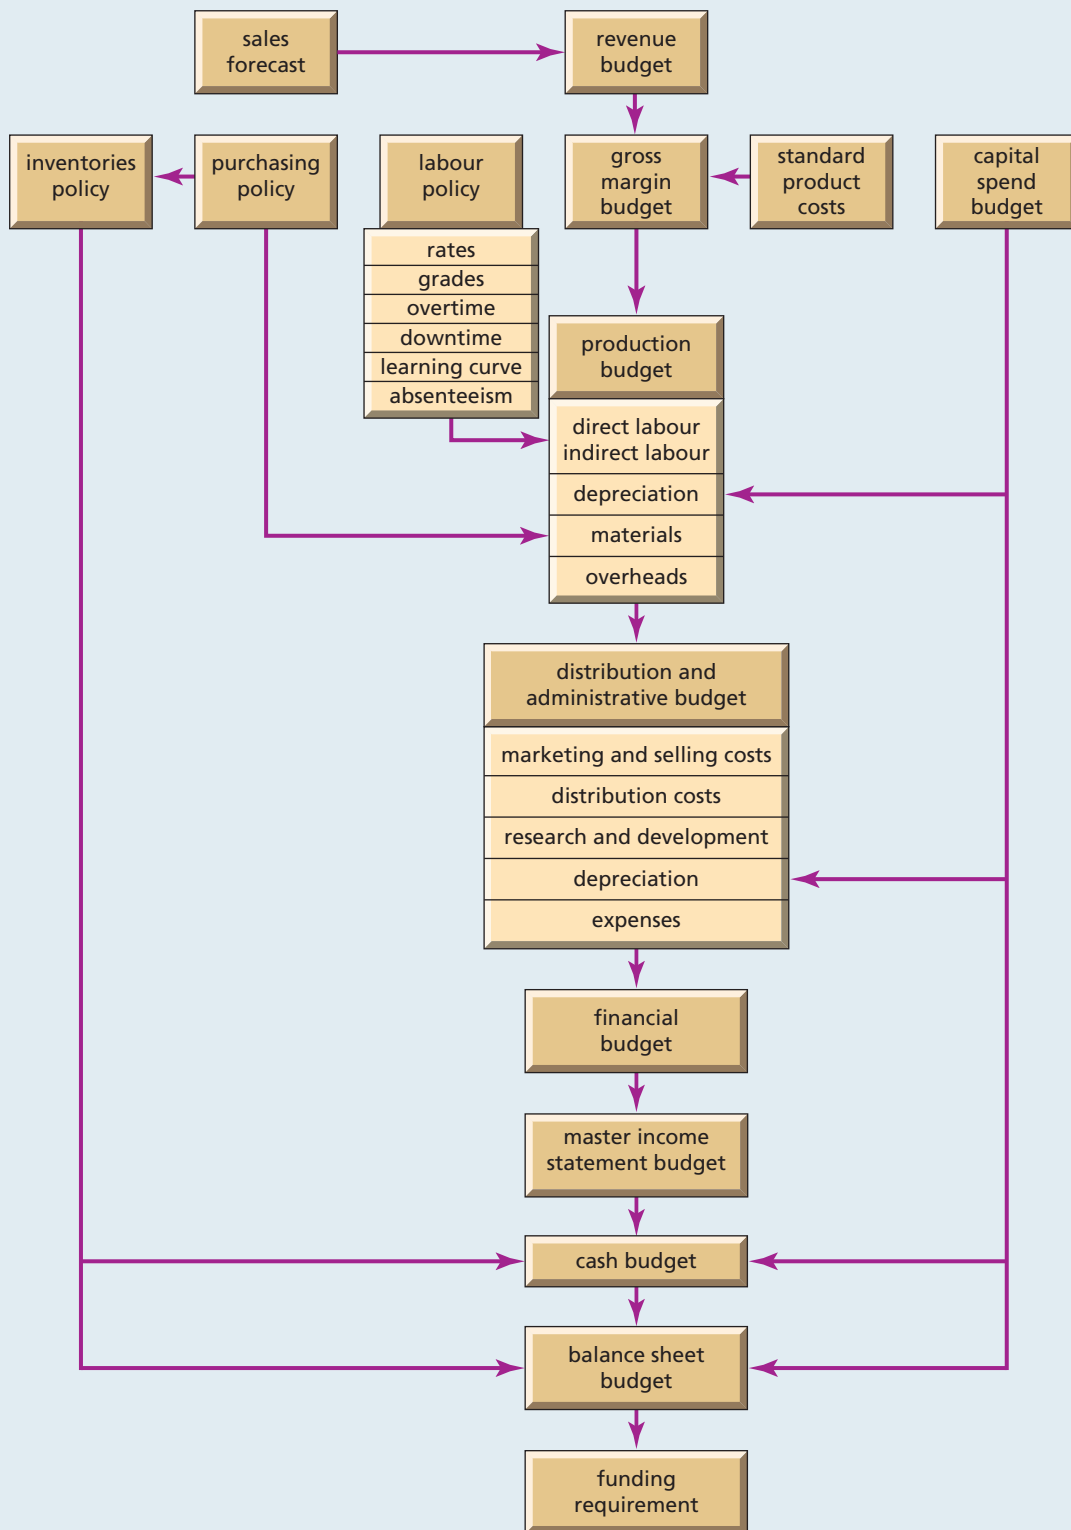 sales
forecast
revenue
budget
inventories
policy
purchasing
policy
labour
policy
gross
margin
budget
standard
product
costs
capital
spend
budget
rates
grades
overtime
downtime
learning curve
absenteeism
production
budget
direct labour
indirect labour
depreciation
materials
overheads
distribution and
administrative budget
marketing and selling costs
distribution costs
research and development
depreciation
expenses
financial
budget
master income
statement budget
cash budget
balance sheet
budget
funding
requirement